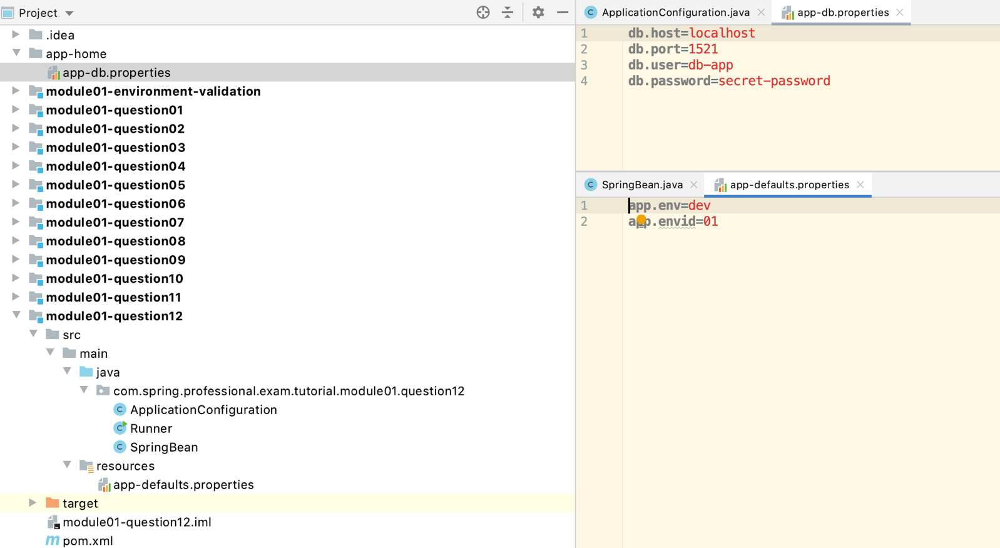 Project
.idea
app-home
app-db.properties
module01-environment-validation
module01-question01
module01-question02
module01-question03
module01-question04
module01-question05
module01-question06
module01-question07
module01-question08
module01-question09
module01-question10
module01-question11
module01-question12
src
main
java
com.spring.professional.exam.tutorial.module01.question12
C ApplicationConfiguration
C Runner
C SpringBean
resources
app-defaults.properties
target
module01-question12.iml
m pom.xml
C ApplicationConfiguration.java app-db.properties
1 db.host=localhost
2 db.port=1521
3 db.user=db-app
4 db.password=secret-password
C SpringBean.java app-defaults.properties
1 app.env=dev
2 app.envid=01